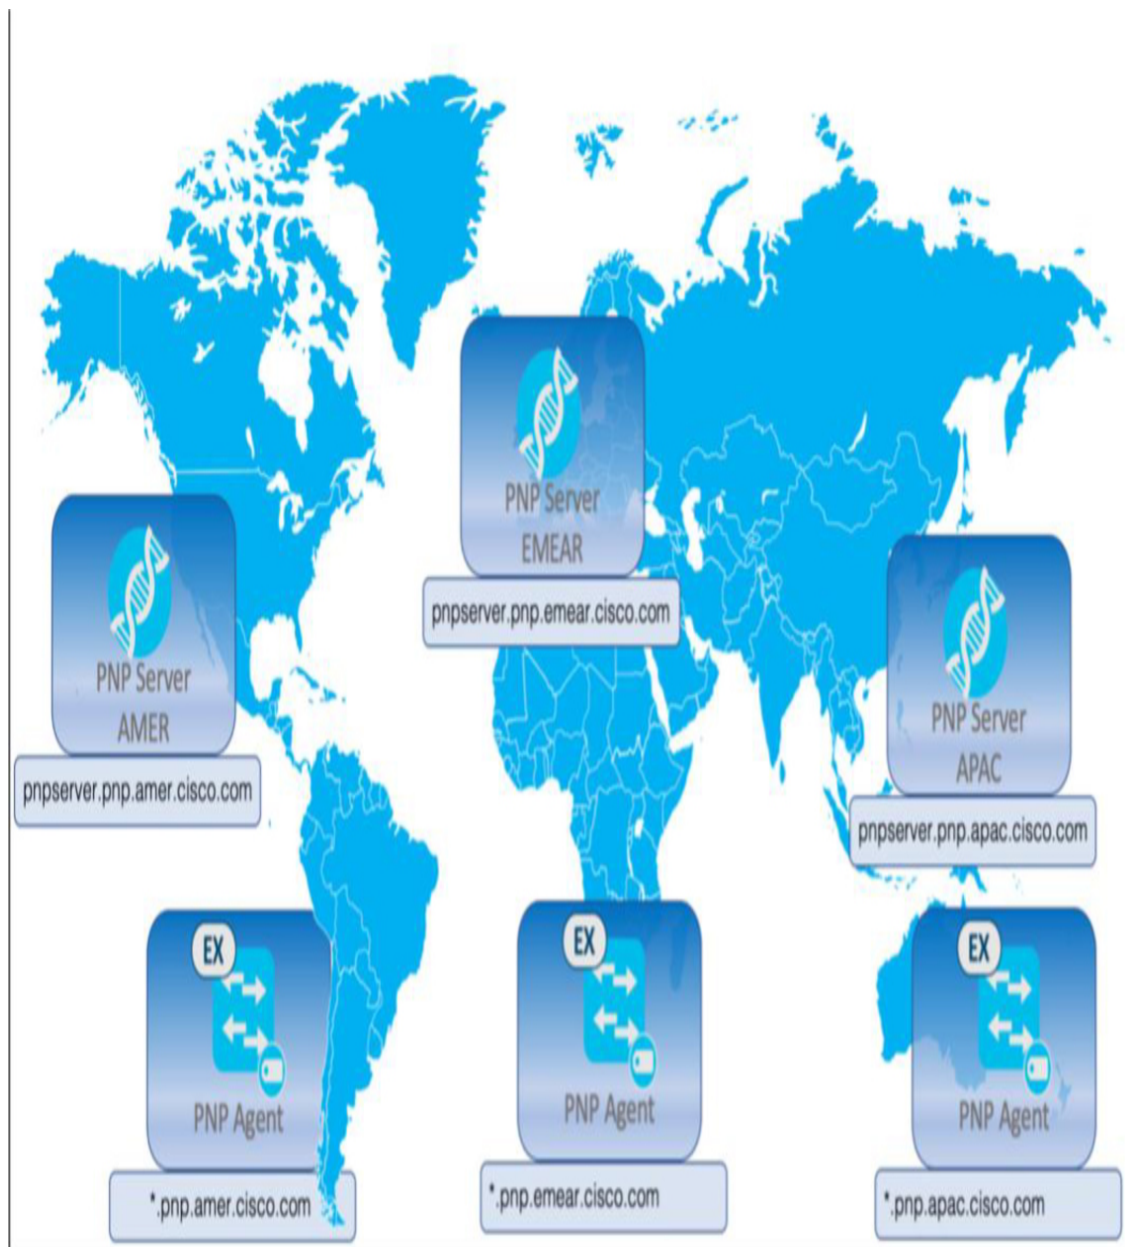 PNP Server
EMEAR
pnpserver.pnp.emear.cisco.com
PNP Server
AMER
pnpserver.pnp.amer.cisco.com
PNP Server
APAC
pnpserver.pnp.apac.cisco.com
EX
PNP Agent
*.pnp.amer.cisco.com
EX
PNP Agent
*.pnp.emear.cisco.com
EX
PNP Agent
*.pnp.apac.cisco.com